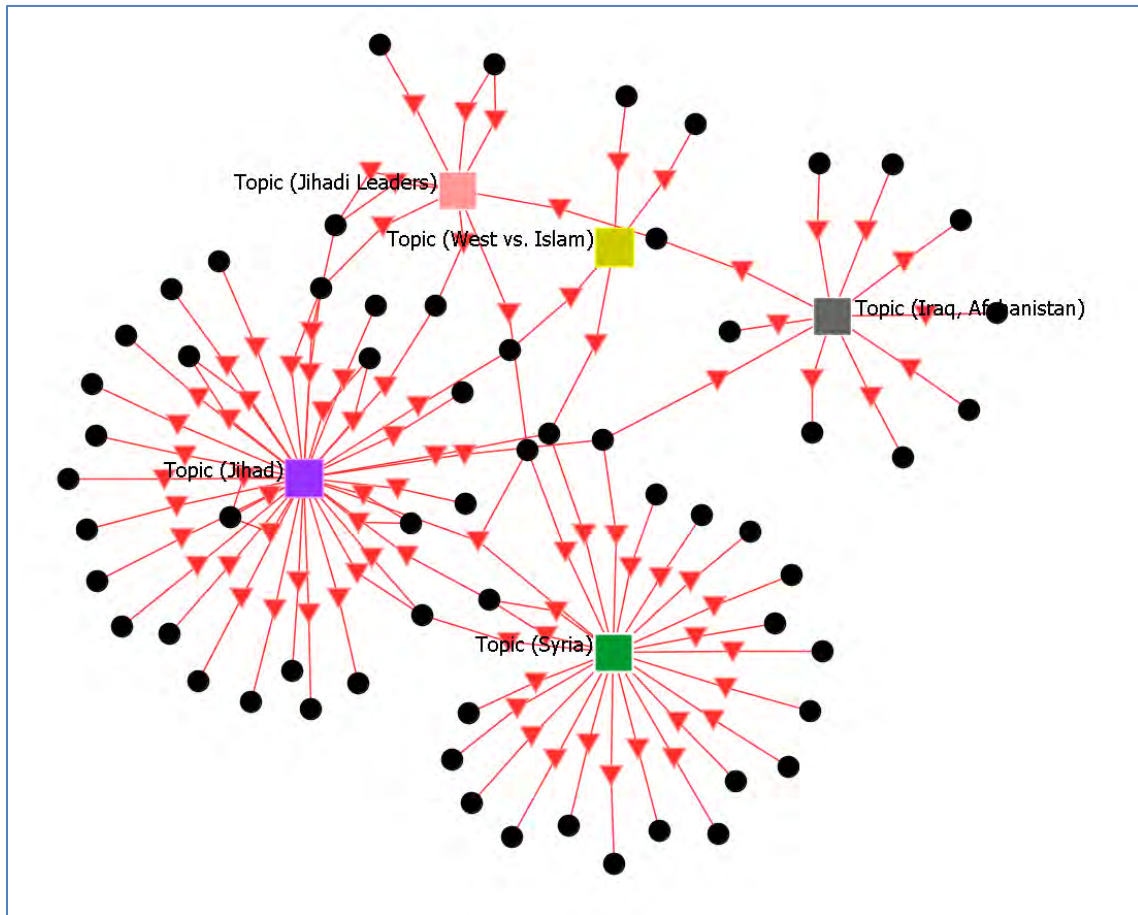 Topic (Jihadi Leaders)
Topic (West vs. Islam)
Topic (Iraq, Afghanistan)
Topic (Jihad)
Topic (Syria)